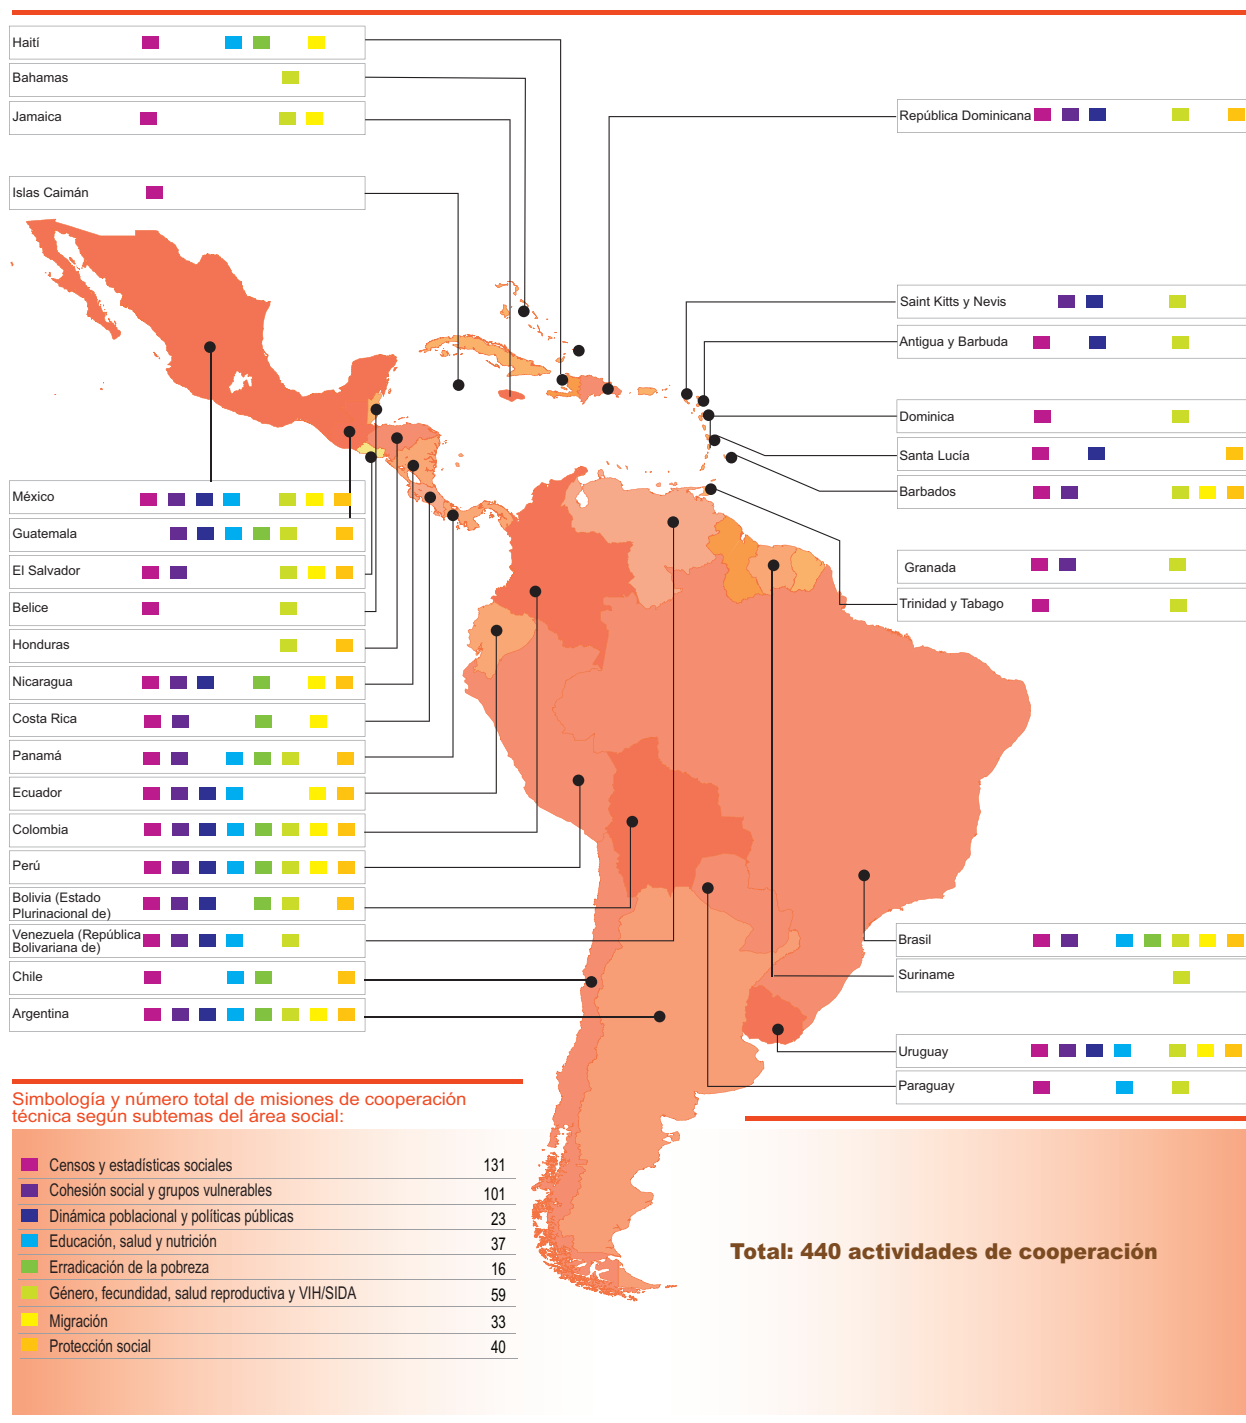 Haití
Bahamas
Jamaica
Islas Caimán
República Dominicana
Saint Kitts y Nevis
Antigua y Barbuda
Dominica
Santa Lucía
Barbados
Granada
Trinidad y Tabago
México
Guatemala
El Salvador
Belice
Honduras
Nicaragua
Costa Rica
Panamá
Ecuador
Colombia
Perú
Bolivia (Estado
Plurinacional de)
Venezuela (República
Bolivariana de)
Chile
Argentina
Brasil
Suriname
Uruguay
Paraguay
Simbología y número total de misiones de cooperación
técnica según subtemas del área social:
Censos y estadísticas sociales 131
Cohesión social y grupos vulnerables 101
Dinámica poblacional y políticas públicas 23
Educación, salud y nutrición 37
Erradicación de la pobreza 16
Género, fecundidad, salud reproductiva y VIH/SIDA 59
Migración 33
Protección social 40
Total: 440 actividades de cooperación